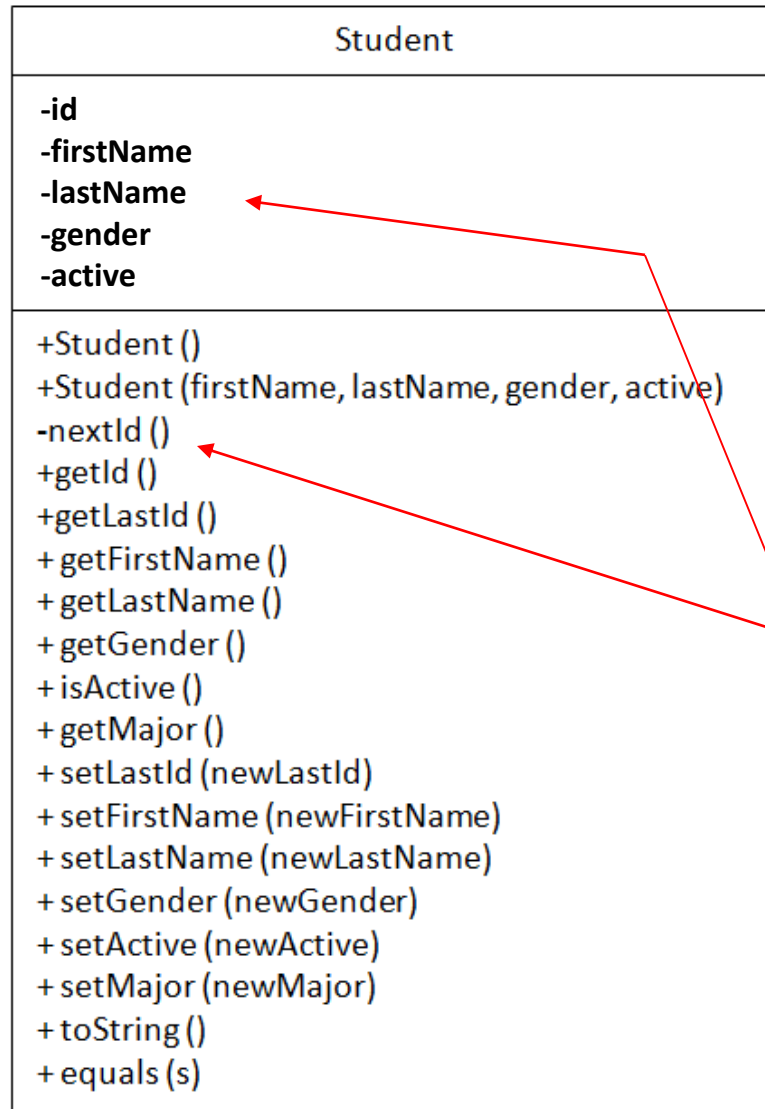 Student
-id
-firstName
-lastName
-gender
-active
+Student ()
+Student (firstName, lastName, gender, active)
-nextId ()
+getId ()
+getLastId ()
+ getFirstName ()
+ getLastName ()
+ getGender ()
+ isActive ()
+ getMajor ()
+ setLastId (newLastId)
+ setFirstName (newFirstName)
+ setLastName (newLastName)
+ setGender (newGender)
+ setActive (newActive)
+ setMajor (newMajor)
+ toString ()
+ equals (s)